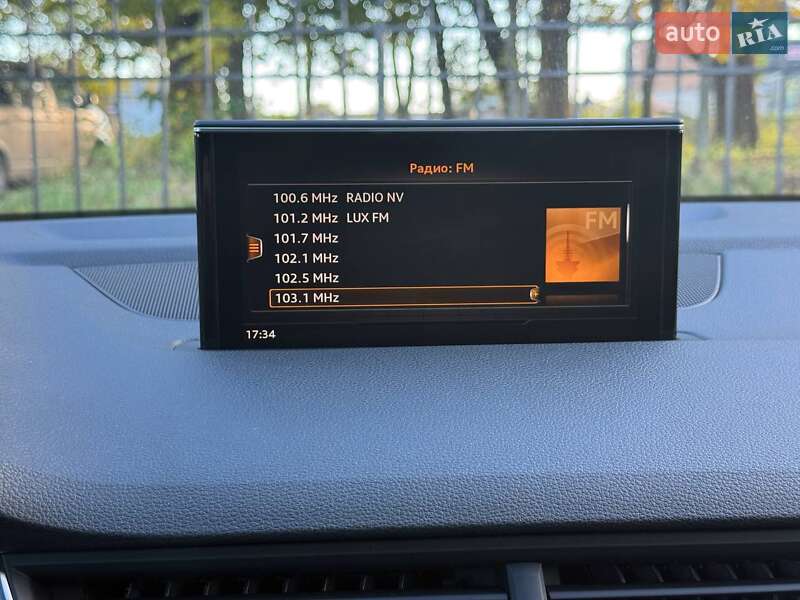 auto RIA
.com
Радио: FM
100.6 MHz RADIO NV
101.2 MHz LUX FM
101.7 MHz
102.1 MHz
102.5 MHz
103.1 MHz
FM
17:34